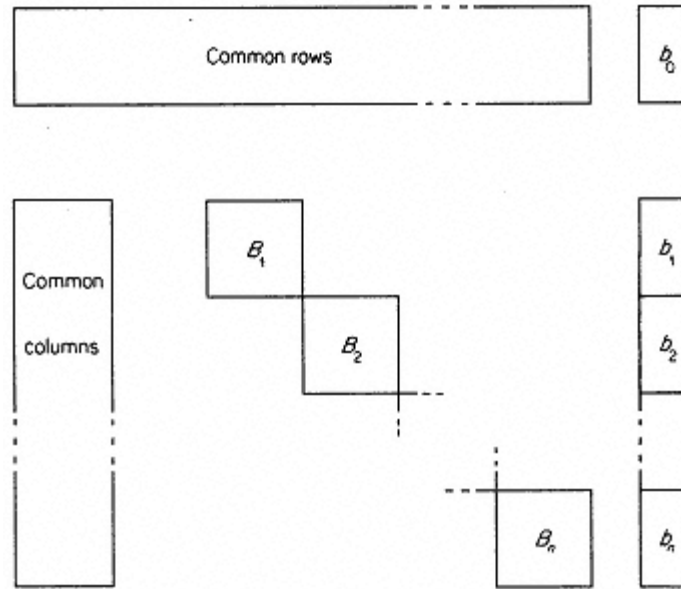 Common rows
b₀
Common
columns
B₁
b₁
B₂
b₂
Bₙ
bₙ